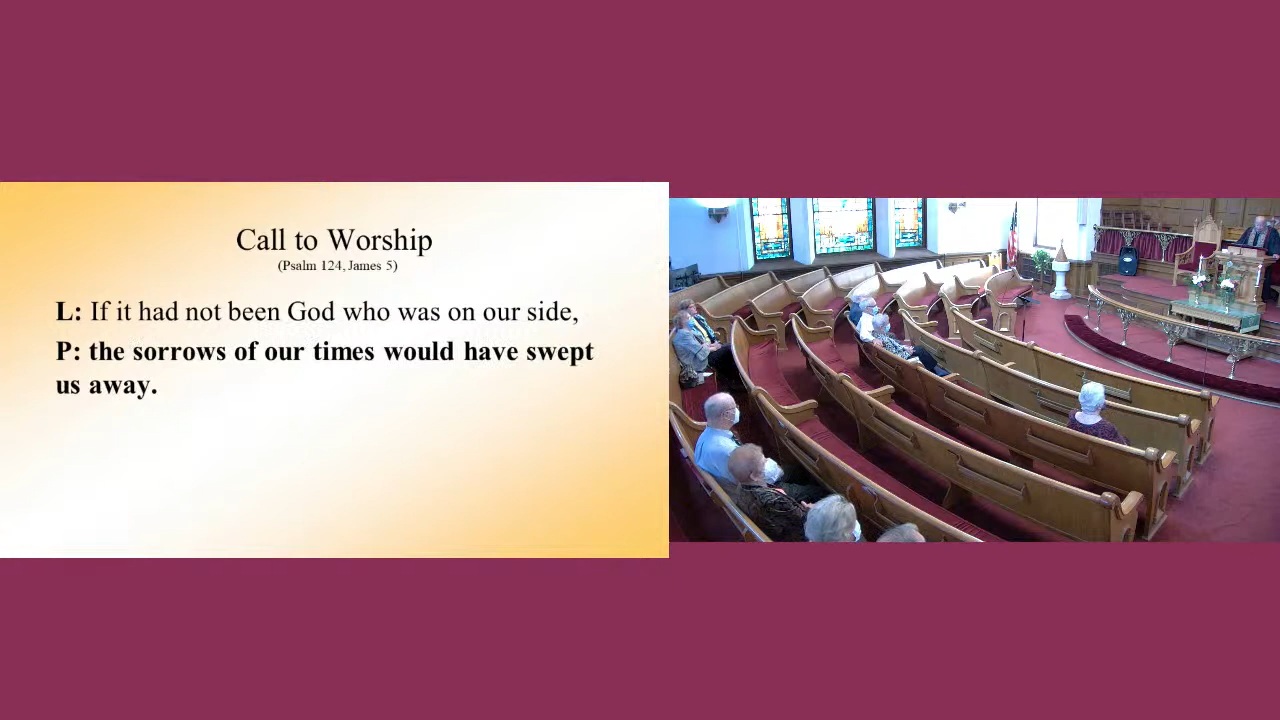 Call to Worship
(Psalm 124, James 5)
L: If it had not been God who was on our side,
P: the sorrows of our times would have swept
us away.